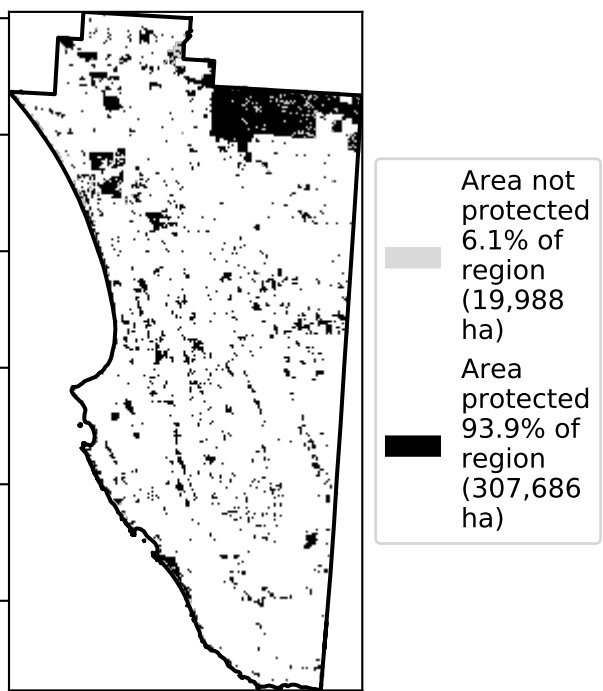 Area not
protected
6.1% of
region
(19,988
ha)
Area
protected
93.9% of
region
(307,686
ha)